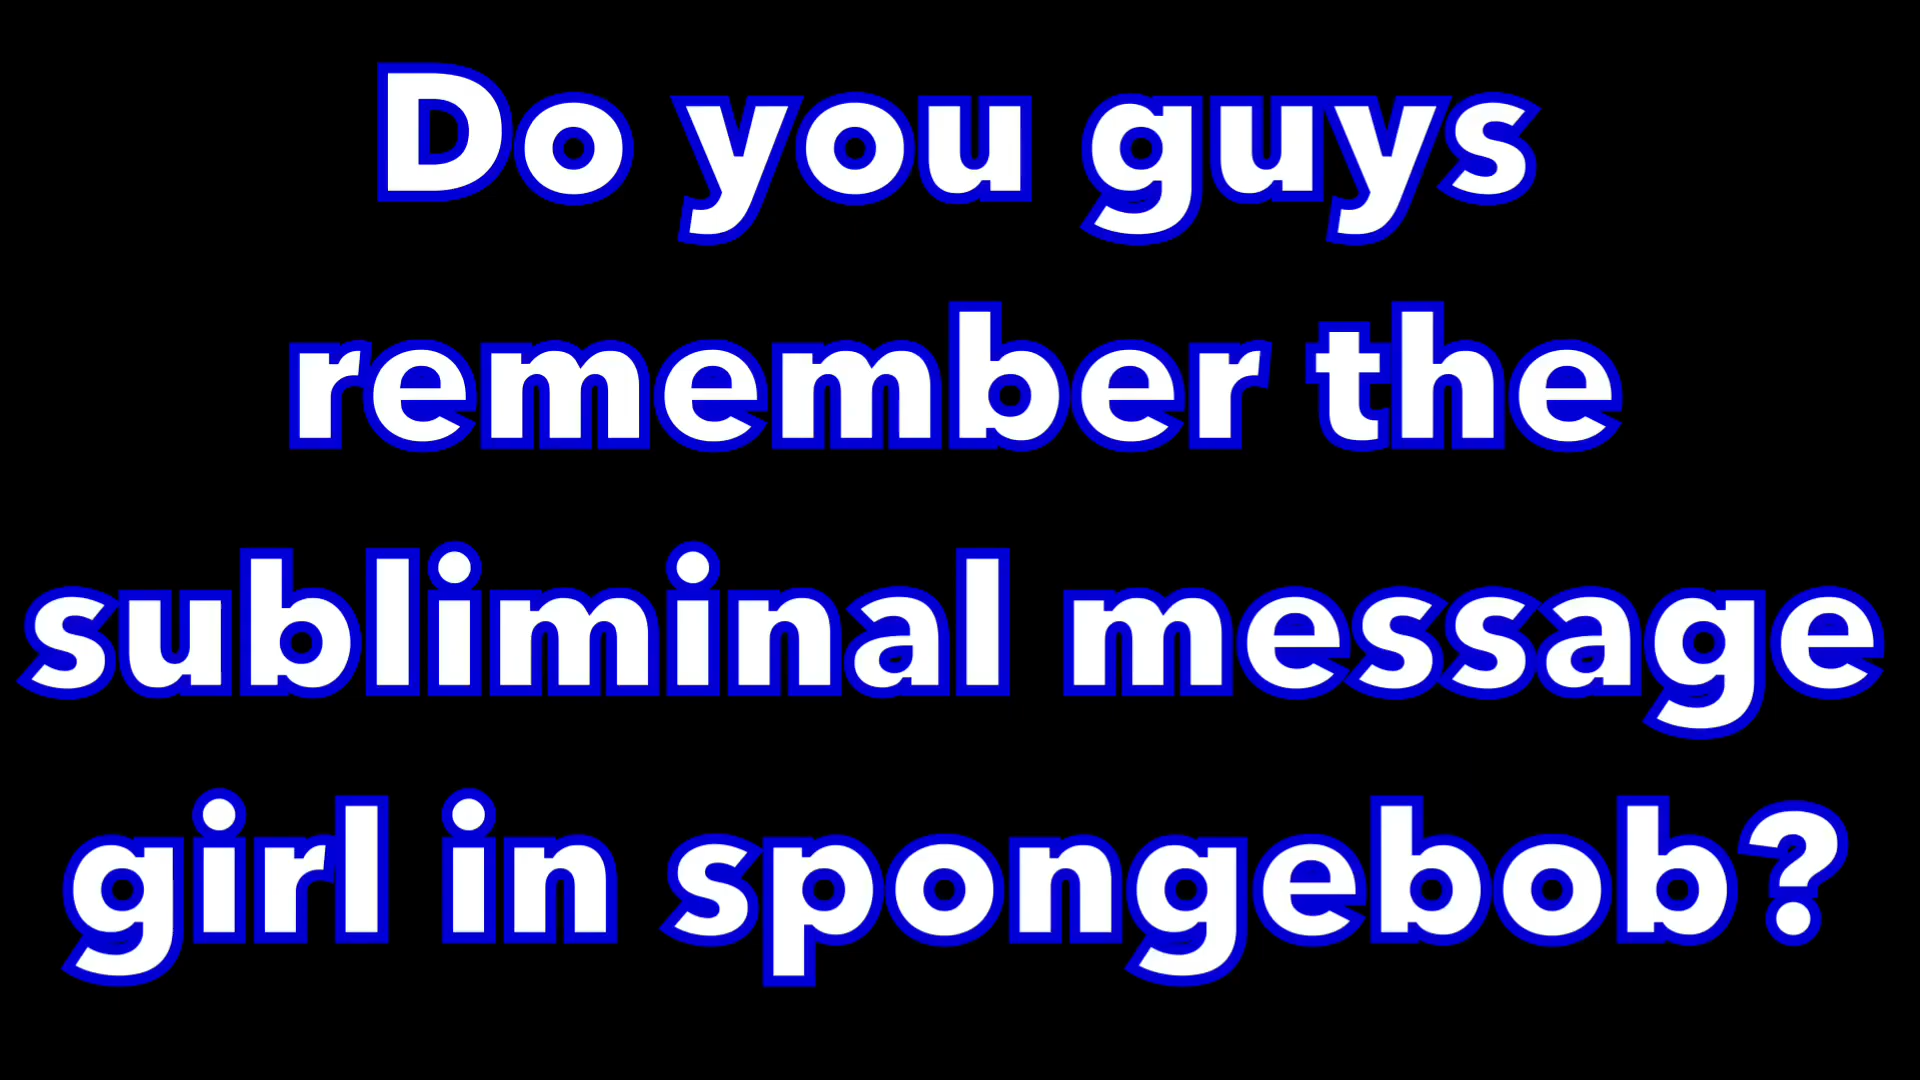 Do you guys
remember the
subliminal message
girl in spongebob?